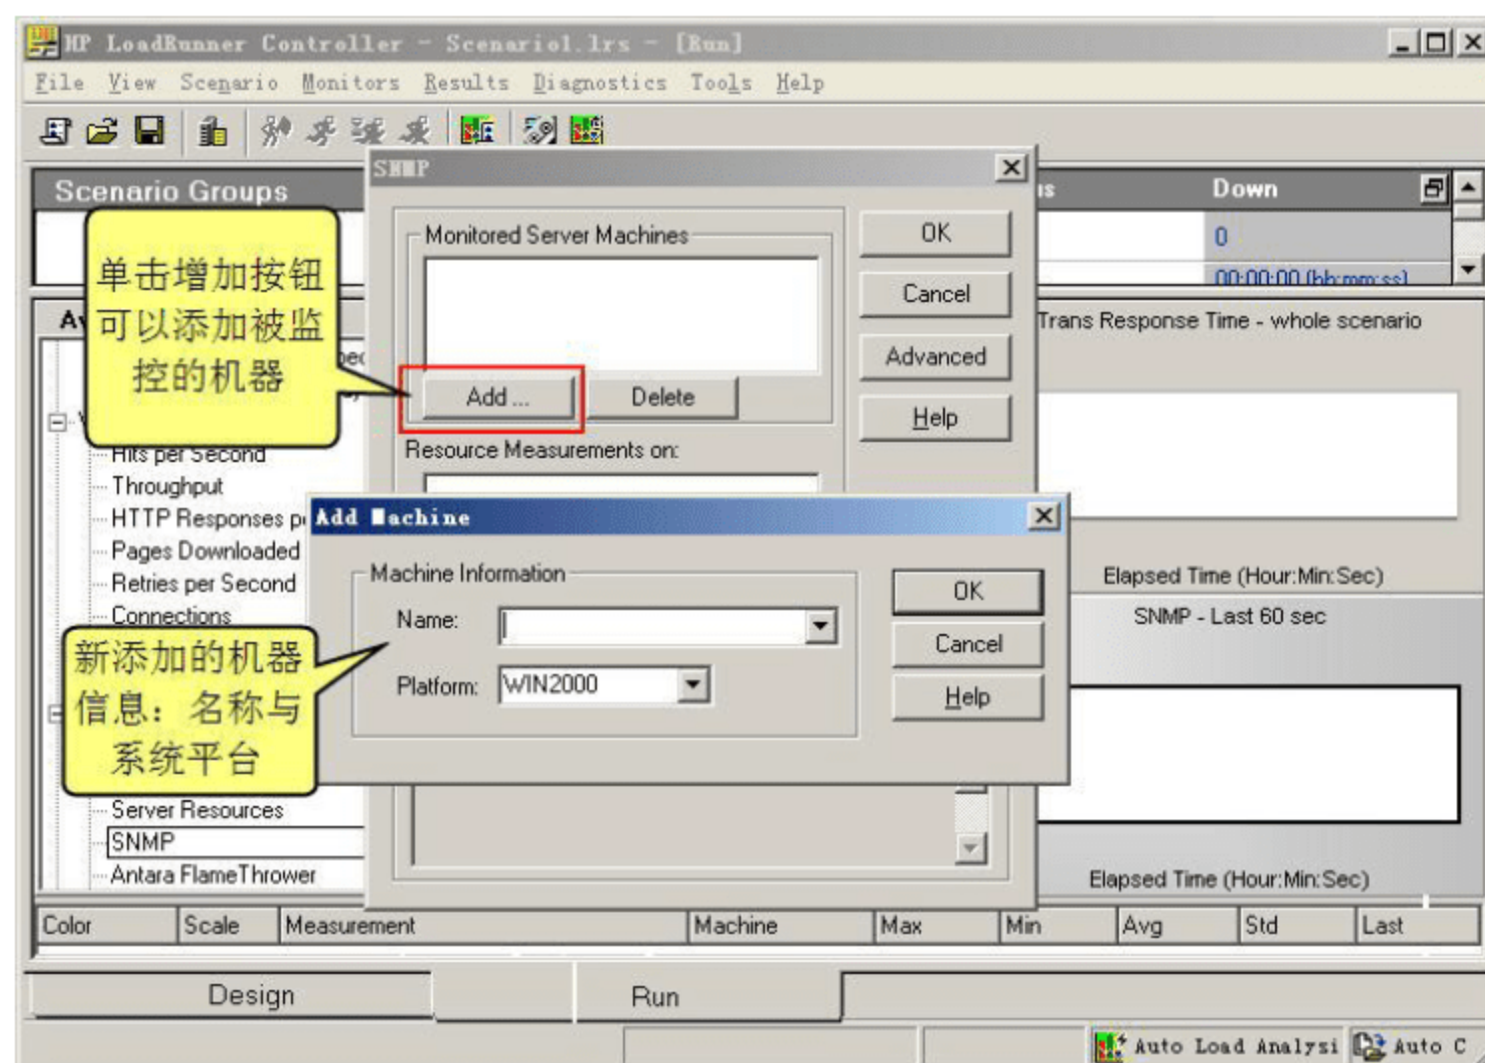 HP LoadRunner Controller - Scenario1.lrs - [Run]
File View Scenario Monitors Results Diagnostics Tools Help
SNMP
Scenario Groups
Down
0
00:00:00 (hh:mm:ss)
单击增加按钮
可以添加被监
控的机器
Monitored Server Machines
OK
Cancel
Advanced
Help
Add ...
Delete
Resource Measurements on:
Trans Response Time - whole scenario
Hits per Second
Throughput
HTTP Responses
Pages Downloaded
Retries per Second
Connections
Add Machine
Machine Information
Name:
Platform: WIN2000
OK
Cancel
Help
Elapsed Time (Hour:Min:Sec)
SNMP - Last 60 sec
新添加的机器
信息：名称与
系统平台
Server Resources
SNMP
Antara FlameThrower
Elapsed Time (Hour:Min:Sec)
Color Scale Measurement Machine Max Min Avg Std Last
Design Run
Auto Load Analysi Auto C